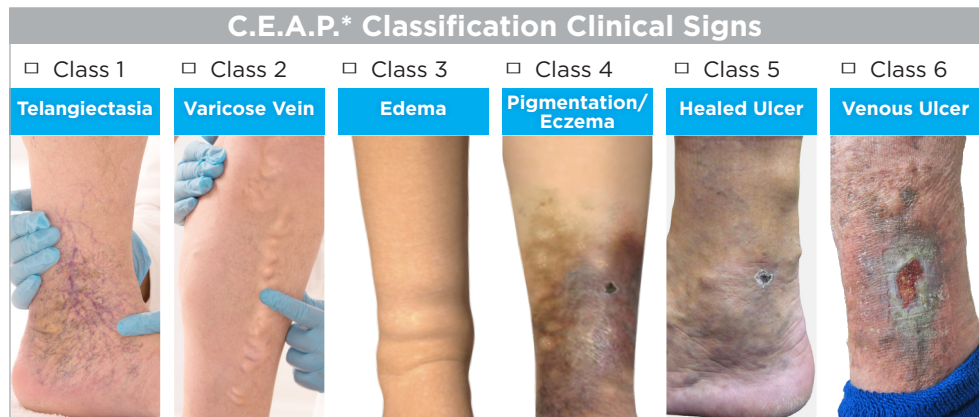 C.E.A.P.* Classification Clinical Signs
☐ Class 1
☐ Class 2
☐ Class 3
☐ Class 4
☐ Class 5
☐ Class 6
Telangiectasia
Varicose Vein
Edema
Pigmentation/
Eczema
Healed Ulcer
Venous Ulcer